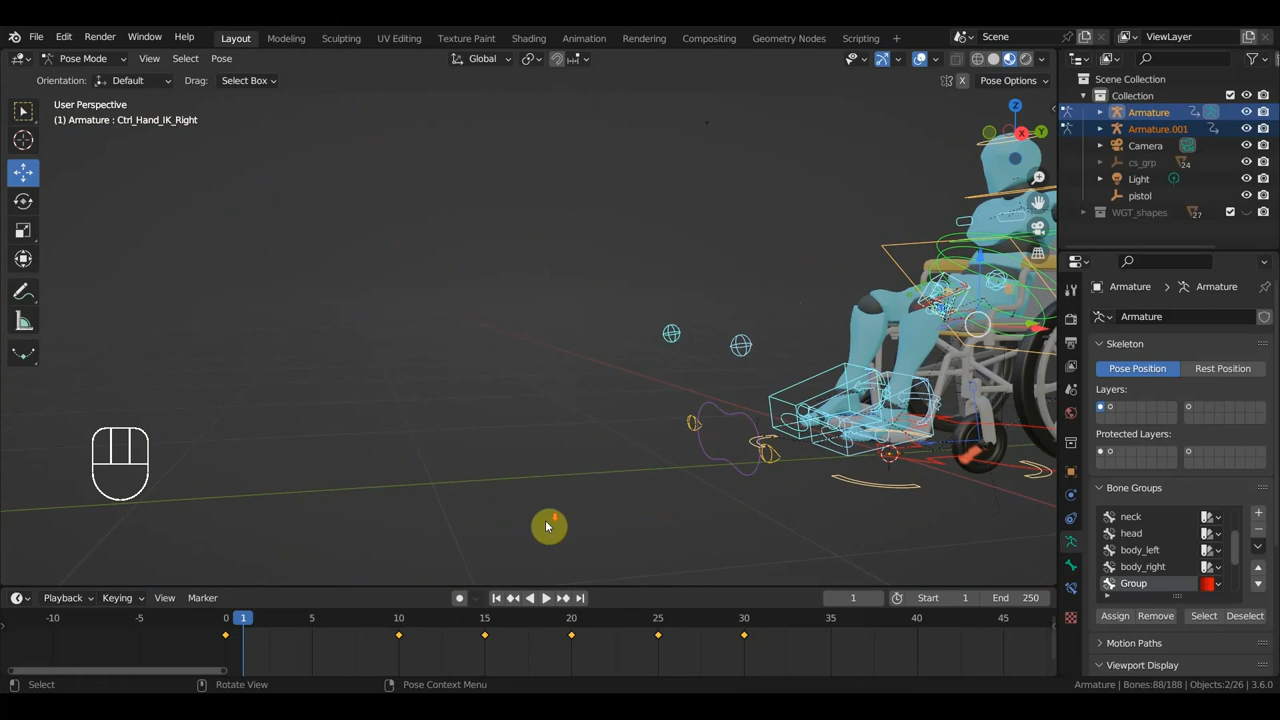 File Edit Render Window Help Layout Modeling Sculpting UV Editing Texture Paint Shading Animation Rendering Compositing Geometry Nodes Scripting + Scene ViewLayer
Pose Mode View Select Pose Global
Orientation: Default Drag: Select Box X Pose Options
User Perspective
(1) Armature : Ctrl_Hand_IK_Right
Z
X
Y
Scene Collection
Collection
Armature
Armature.001
Camera
cs_grp 24
Light
pistol
WGT_shapes 27
Armature Armature
Armature
Skeleton
Pose Position Rest Position
Layers:
Protected Layers:
Bone Groups
neck
head
body_left
body_right
Group
Assign Remove Select Deselect
Motion Paths
Viewport Display
Playback Keying View Marker 1 Start 1 End 250
-10 -5 0 1 5 10 15 20 25 30 35 40 45
Select Rotate View Pose Context Menu Armature | Bones:88/188 | Objects:2/26 | 3.6.0